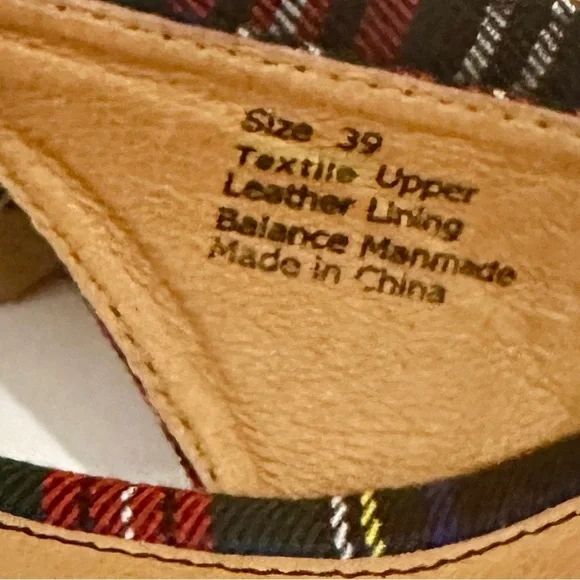 Size 39
Textile Upper
Leather Lining
Balance Manmade
Made in China